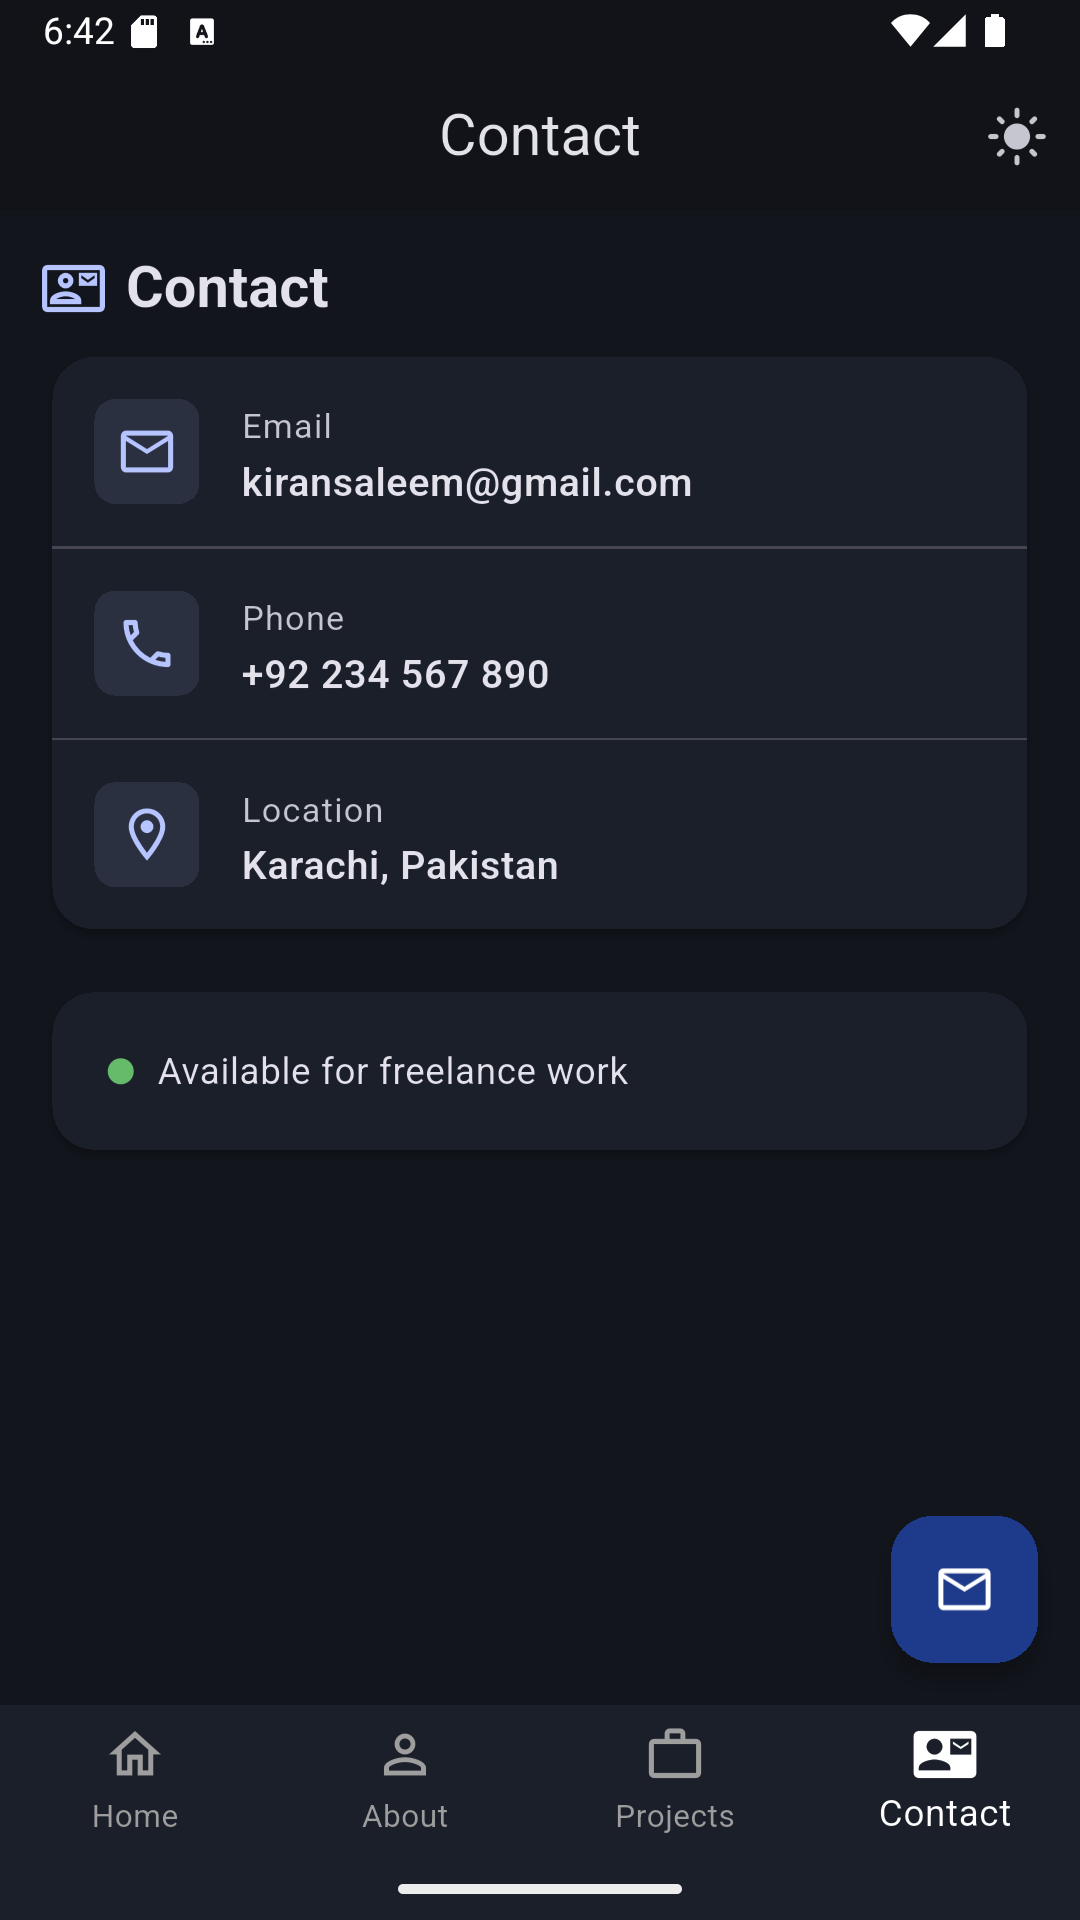 6:42
Contact
Contact
Email
kiransaleem@gmail.com
Phone
+92 234 567 890
Location
Karachi, Pakistan
Available for freelance work
Home
About
Projects
Contact